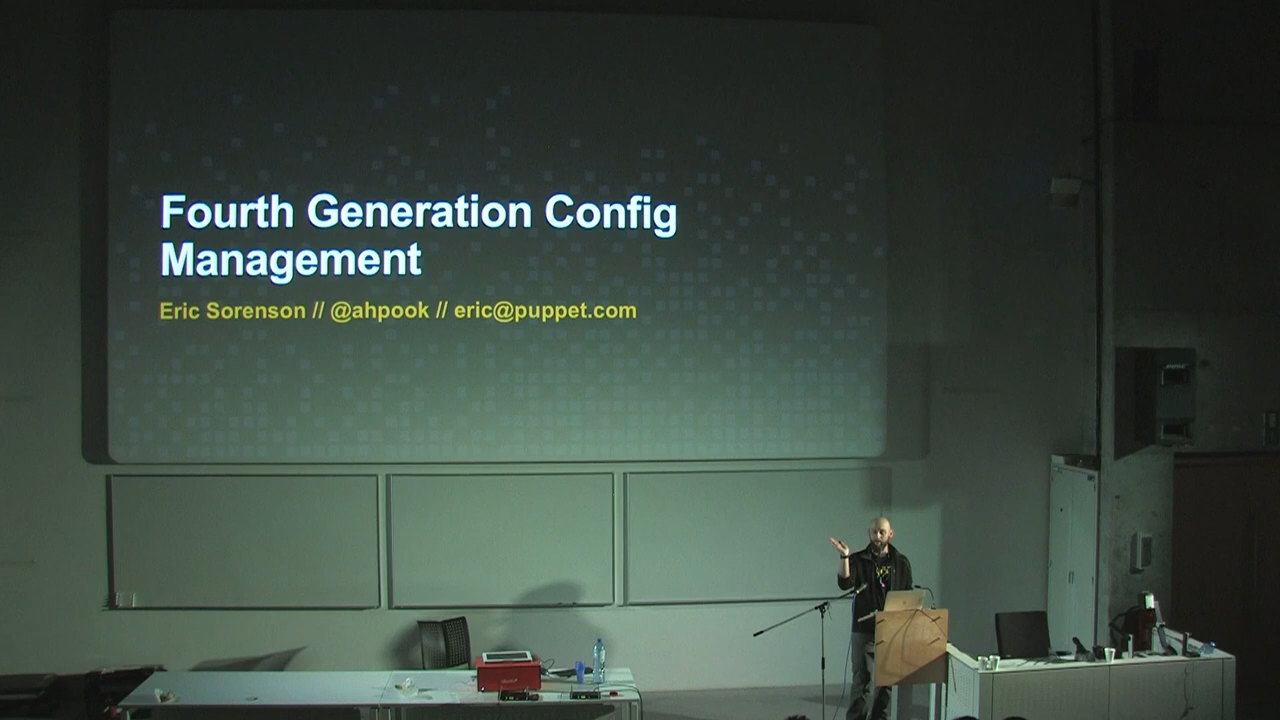 Fourth Generation Config
Management
Eric Sorenson // @ahpook // eric@puppet.com